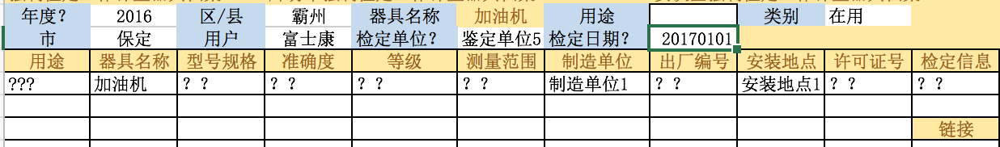 年度? 2016 区/县 霸州 器具名称 加油机 用途 类别 在用
市 保定 用户 富士康 检定单位? 鉴定单位5 检定日期? 20170101
用途 器具名称 型号规格 准确度 等级 测量范围 制造单位 出厂编号 安装地点 许可证号 检定信息
??? 加油机 ？？ ？？ ？？ ？？ 制造单位1 ？？ 安装地点1 ？？ ？？
链接